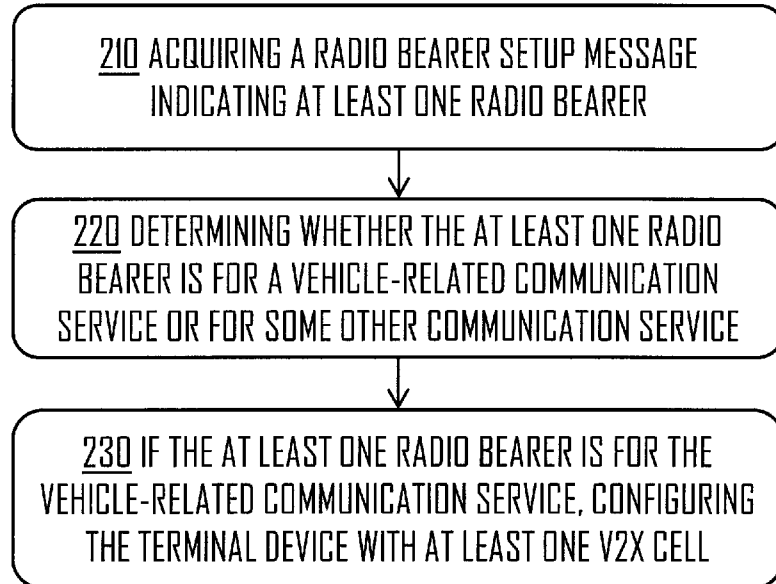 210 ACQUIRING A RADIO BEARER SETUP MESSAGE
INDICATING AT LEAST ONE RADIO BEARER
220 DETERMINING WHETHER THE AT LEAST ONE RADIO
BEARER IS FOR A VEHICLE-RELATED COMMUNICATION
SERVICE OR FOR SOME OTHER COMMUNICATION SERVICE
230 IF THE AT LEAST ONE RADIO BEARER IS FOR THE
VEHICLE-RELATED COMMUNICATION SERVICE, CONFIGURING
THE TERMINAL DEVICE WITH AT LEAST ONE V2X CELL